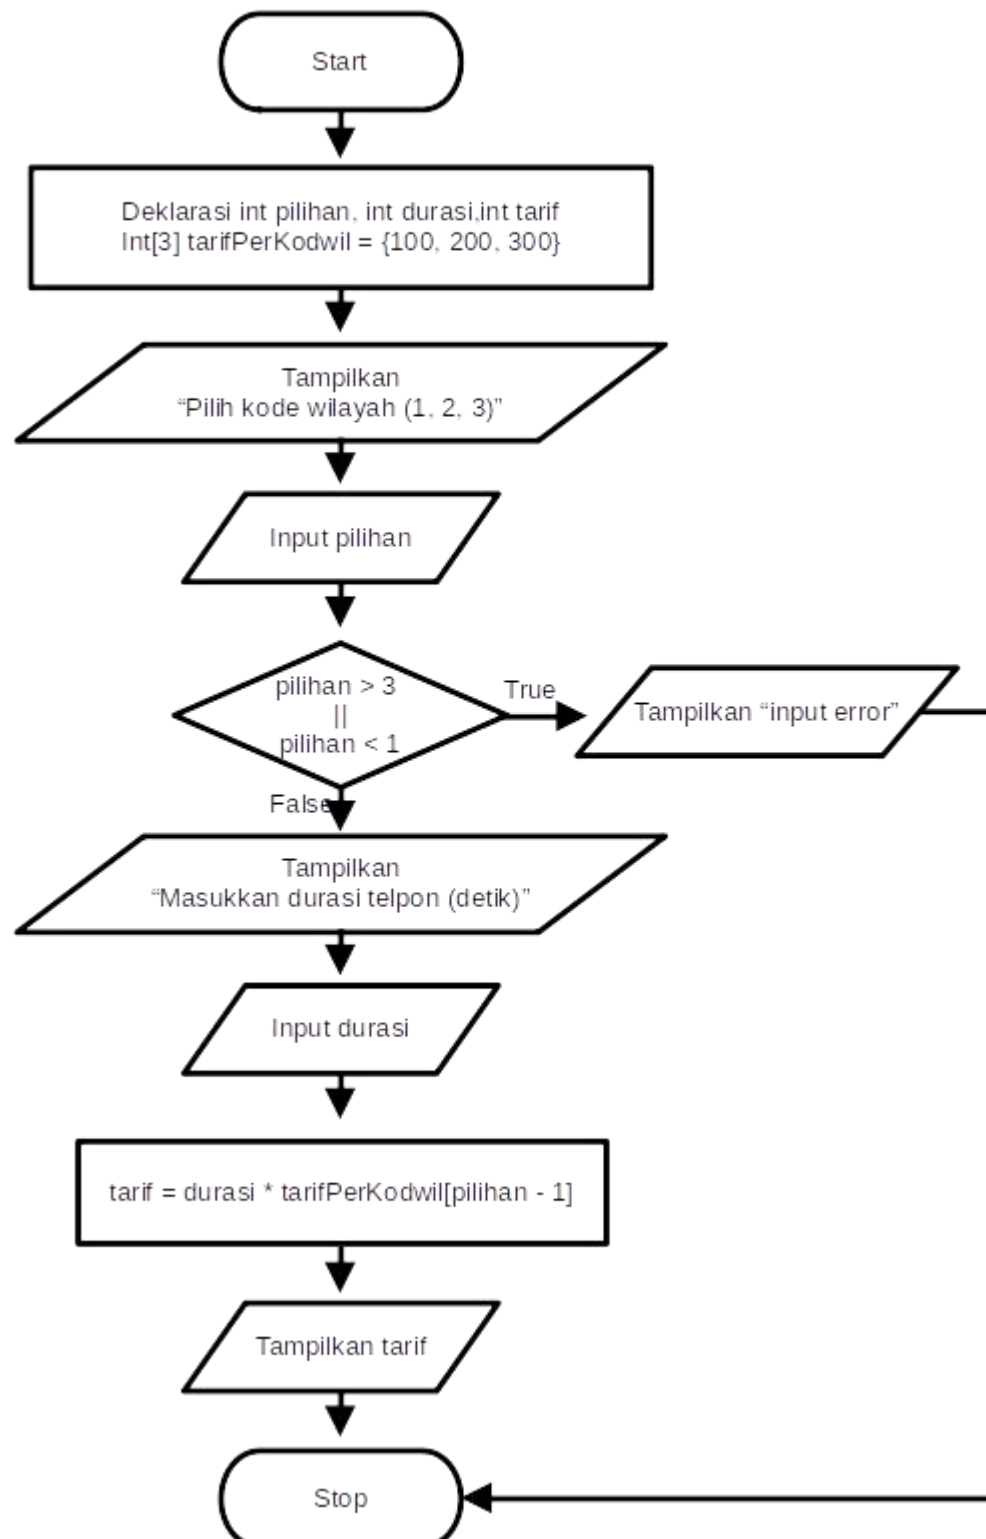 Start
Deklarasi int pilihan, int durasi,int tarif
Int[3] tarifPerKodwil = {100, 200, 300}
Tampilkan
“Pilih kode wilayah (1, 2, 3)”
Input pilihan
pilihan > 3
||
pilihan < 1
True
Tampilkan “input error”
False
Tampilkan
“Masukkan durasi telpon (detik)”
Input durasi
tarif = durasi * tarifPerKodwil[pilihan - 1]
Tampilkan tarif
Stop